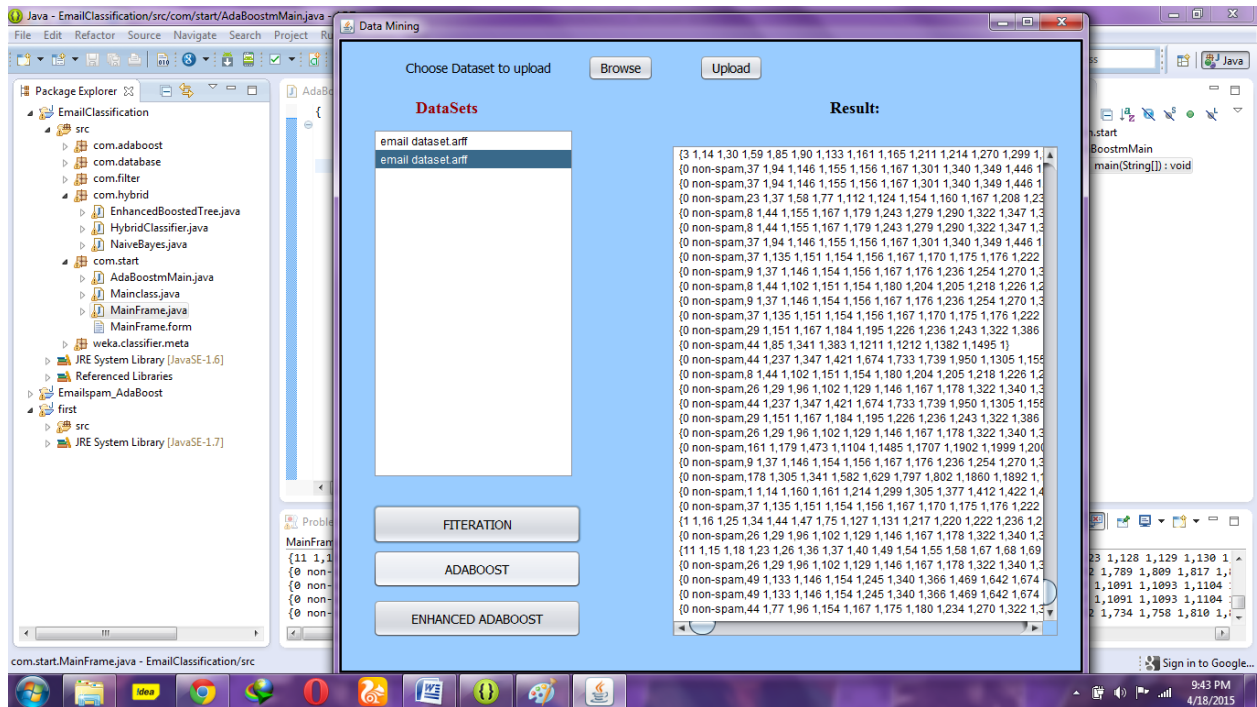 Java - EmailClassification/src/com/start/AdaBoostmMain.java -
File Edit Refactor Source Navigate Search Project
Data Mining
Choose Dataset to upload Browse Upload
DataSets
Result:
Package Explorer
EmailClassification
src
com.adaboost
com.database
com.filter
com.hybrid
EnhancedBoostedTree.java
HybridClassifier.java
NaiveBayes.java
com.start
AdaBoostmMain.java
Mainclass.java
MainFrame.java
MainFrame.form
weka.classifier.meta
JRE System Library [JavaSE-1.6]
Referenced Libraries
Emailspam_AdaBoost
first
src
JRE System Library [JavaSE-1.7]
email dataset.arff
email dataset.arff
{3 1,14 1,30 1,59 1,85 1,90 1,133 1,161 1,165 1,211 1,214 1,270 1,299 1,
{0 non-spam,37 1,94 1,146 1,155 1,156 1,167 1,301 1,340 1,349 1,446 1
{0 non-spam,37 1,94 1,146 1,155 1,156 1,167 1,301 1,340 1,349 1,446 1
{0 non-spam,23 1,37 1,58 1,77 1,112 1,124 1,154 1,160 1,167 1,208 1,23
{0 non-spam,8 1,44 1,155 1,167 1,179 1,243 1,279 1,290 1,322 1,347 1,3
{0 non-spam,8 1,44 1,155 1,167 1,179 1,243 1,279 1,290 1,322 1,347 1,3
{0 non-spam,37 1,94 1,146 1,155 1,156 1,167 1,301 1,340 1,349 1,446 1
{0 non-spam,37 1,135 1,151 1,154 1,156 1,167 1,170 1,175 1,176 1,222
{0 non-spam,9 1,37 1,146 1,154 1,156 1,167 1,176 1,236 1,254 1,270 1,3
{0 non-spam,8 1,44 1,102 1,151 1,154 1,180 1,204 1,205 1,218 1,226 1,2
{0 non-spam,9 1,37 1,146 1,154 1,156 1,167 1,176 1,236 1,254 1,270 1,3
{0 non-spam,37 1,135 1,151 1,154 1,156 1,167 1,170 1,175 1,176 1,222
{0 non-spam,29 1,151 1,167 1,184 1,195 1,226 1,236 1,243 1,322 1,386
{0 non-spam,44 1,85 1,341 1,383 1,1211 1,1212 1,1382 1,1495 1}
{0 non-spam,44 1,237 1,347 1,421 1,674 1,733 1,739 1,950 1,1305 1,155
{0 non-spam,8 1,44 1,102 1,151 1,154 1,180 1,204 1,205 1,218 1,226 1,2
{0 non-spam,26 1,29 1,96 1,102 1,129 1,146 1,167 1,178 1,322 1,340 1,3
{0 non-spam,44 1,237 1,347 1,421 1,674 1,733 1,739 1,950 1,1305 1,155
{0 non-spam,29 1,151 1,167 1,184 1,195 1,226 1,236 1,243 1,322 1,386
{0 non-spam,26 1,29 1,96 1,102 1,129 1,146 1,167 1,178 1,322 1,340 1,3
{0 non-spam,161 1,179 1,473 1,1104 1,1485 1,1707 1,1902 1,1999 1,200
{0 non-spam,9 1,37 1,146 1,154 1,156 1,167 1,176 1,236 1,254 1,270 1,3
{0 non-spam,178 1,305 1,341 1,582 1,629 1,797 1,802 1,1860 1,1892 1,
{0 non-spam,1 1,14 1,160 1,161 1,214 1,299 1,305 1,377 1,412 1,422 1,4
{0 non-spam,37 1,135 1,151 1,154 1,156 1,167 1,170 1,175 1,176 1,222
{1 1,16 1,25 1,34 1,44 1,47 1,75 1,127 1,131 1,217 1,220 1,222 1,236 1,2
{0 non-spam,26 1,29 1,96 1,102 1,129 1,146 1,167 1,178 1,322 1,340 1,3
{11 1,15 1,18 1,23 1,26 1,36 1,37 1,40 1,49 1,54 1,55 1,58 1,67 1,68 1,69
{0 non-spam,26 1,29 1,96 1,102 1,129 1,146 1,167 1,178 1,322 1,340 1,3
{0 non-spam,49 1,133 1,146 1,154 1,245 1,340 1,366 1,469 1,642 1,674
{0 non-spam,49 1,133 1,146 1,154 1,245 1,340 1,366 1,469 1,642 1,674
{0 non-spam,44 1,77 1,96 1,154 1,167 1,175 1,180 1,234 1,270 1,322 1,3
FITERATION
ADABOOST
ENHANCED ADABOOST
Java
main(String[]) : void
BoostmMain
{11 1,1
{0 non-
{0 non-
{0 non-
{0 non-
23 1,128 1,129 1,130 1
2 1,789 1,809 1,817 1,
1,1091 1,1093 1,1104
1,1091 1,1093 1,1104
2 1,734 1,758 1,810 1,
com.start.MainFrame.java - EmailClassification/src
Sign in to Google...
Idea
9:43 PM
4/18/2015